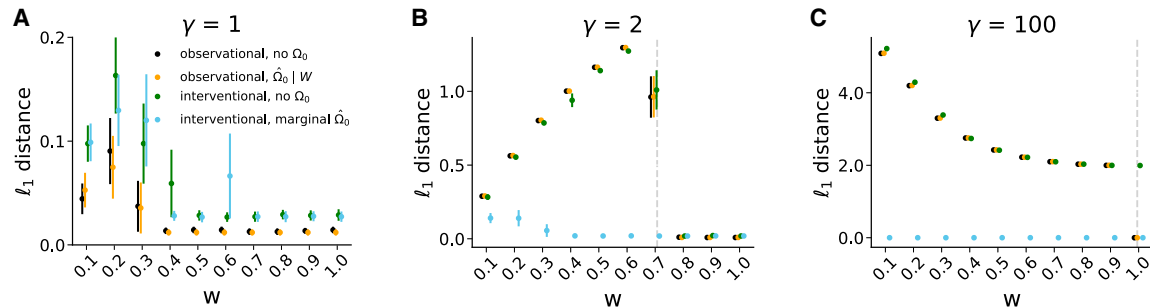 A
γ = 1
0.2
0.1
0.0
ℓ₁ distance
observational, no Ω₀
observational, Ω̂₀ | W
interventional, no Ω₀
interventional, marginal Ω̂₀
0.1 0.2 0.3 0.4 0.5 0.6 0.7 0.8 0.9 1.0
w
B
γ = 2
1.0
0.5
0.0
ℓ₁ distance
0.1 0.2 0.3 0.4 0.5 0.6 0.7 0.8 0.9 1.0
w
C
γ = 100
4.0
2.0
0.0
ℓ₁ distance
0.1 0.2 0.3 0.4 0.5 0.6 0.7 0.8 0.9 1.0
w